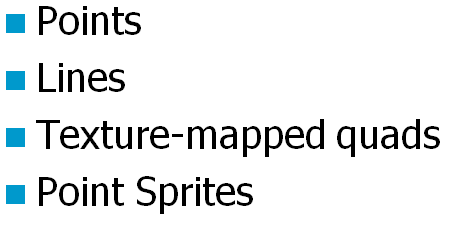 Points
Lines
Texture-mapped quads
Point Sprites